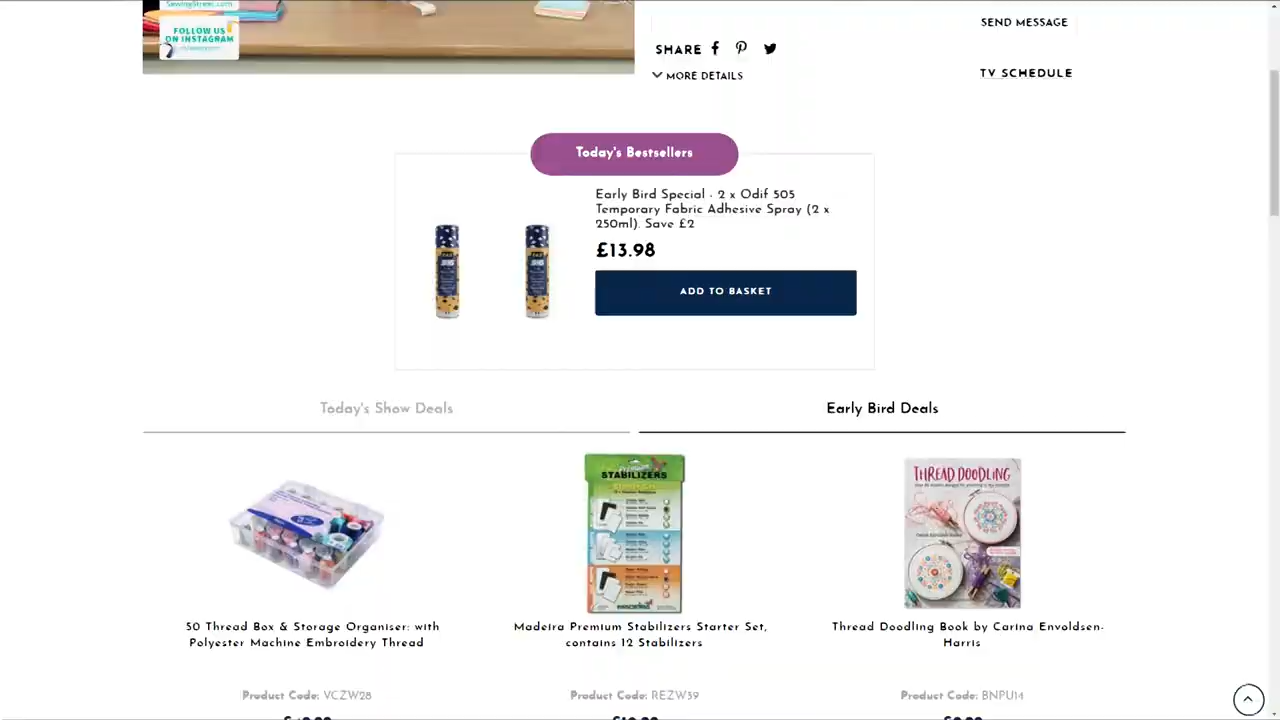 SewingStreet.com
FOLLOW US
ON INSTAGRAM
SEND MESSAGE
SHARE
MORE DETAILS
TV SCHEDULE
Today's Bestsellers
Early Bird Special - 2 x Odif 505
Temporary Fabric Adhesive Spray (2 x
250ml). Save £2
£13.98
ADD TO BASKET
Today's Show Deals
Early Bird Deals
STABILIZERS
THREAD DOODLING
50 Thread Box & Storage Organiser: with
Polyester Machine Embroidery Thread
Madeira Premium Stabilizers Starter Set,
contains 12 Stabilizers
Thread Doodling Book by Carina Envoldsen-
Harris
Product Code: VCZW28
Product Code: REZW39
Product Code: BNPU14